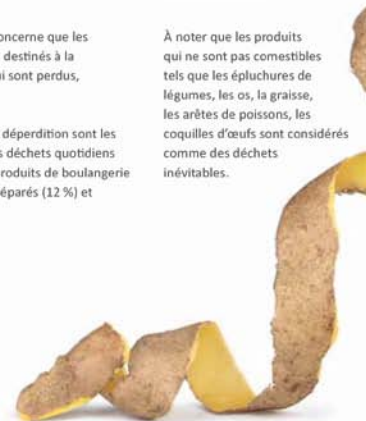 oncerne que les
destinés à la
i sont perdus,
déperdition sont les
s déchets quotidiens
roduits de boulangerie
éparés (12 %) et
À noter que les produits
qui ne sont pas comestibles
tels que les épluchures de
légumes, les os, la graisse,
les arêtes de poissons, les
coquilles d’œufs sont considérés
comme des déchets
inévitables.